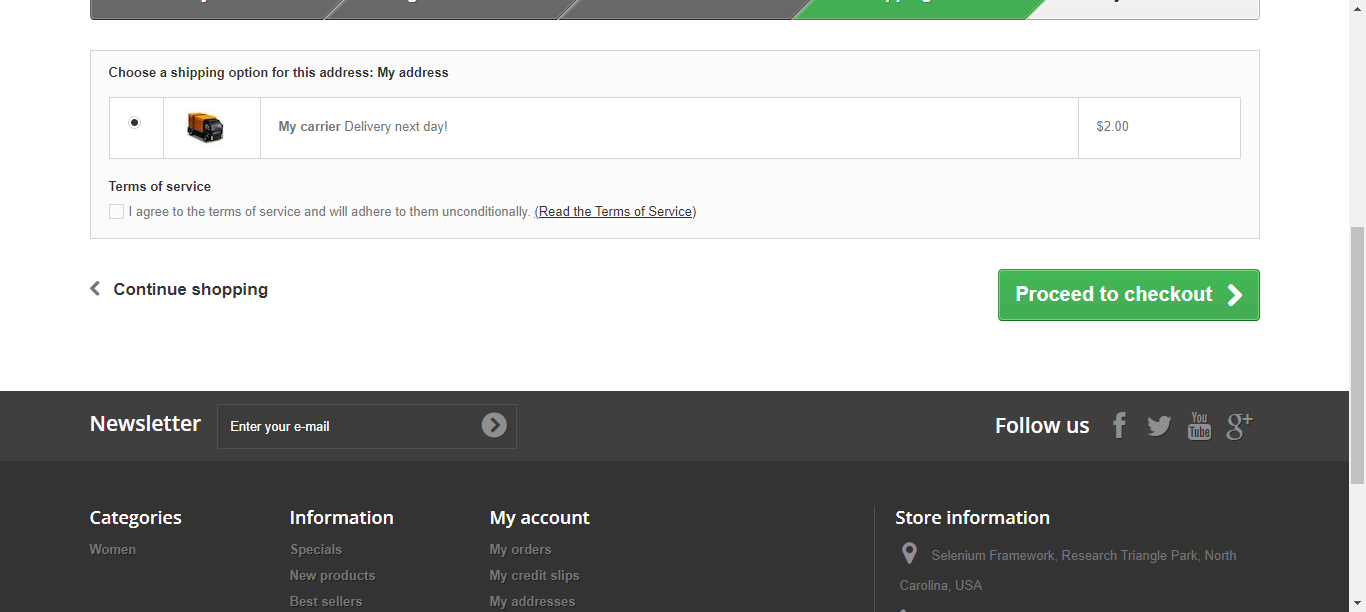 Choose a shipping option for this address: My address
My carrier Delivery next day!
$2.00
Terms of service
I agree to the terms of service and will adhere to them unconditionally. (Read the Terms of Service)
Continue shopping
Proceed to checkout
Newsletter
Enter your e-mail
Follow us
You
Tube
Categories
Information
My account
Store information
Women
Specials
My orders
Selenium Framework, Research Triangle Park, North
Carolina, USA
New products
My credit slips
Best sellers
My addresses